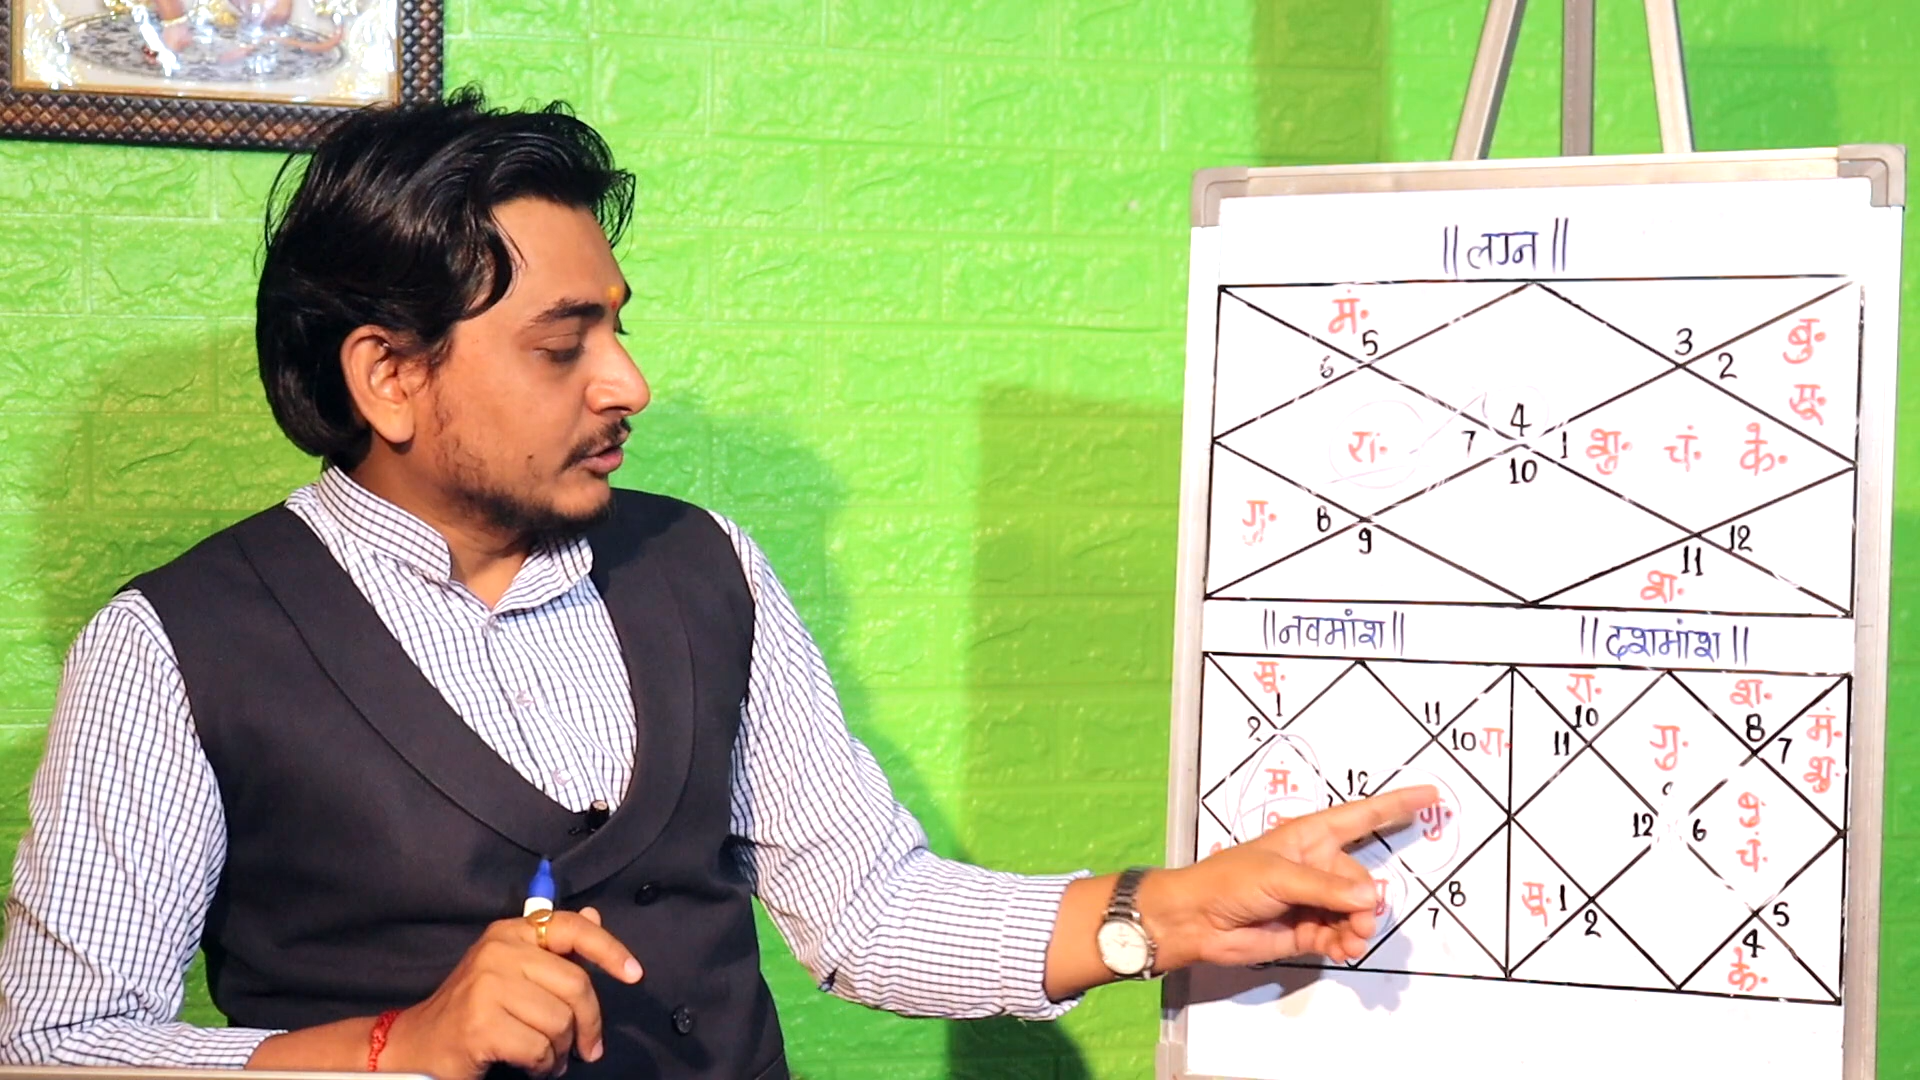 ||लग्न||
मं. 5 6
3 2 बु. सू.
4
रा. 7
1 शु. चं. के.
10
गु. 8 9
12 11 श.
||नवमांश|| ||दशमांश||
सू. 1 2
11 10 रा.
मं.
12
गु.
8 7
रा. 10 11
गु.
श. 8 7 मं. शु.
12 6
चं.
सू. 1 2
5 4 के.